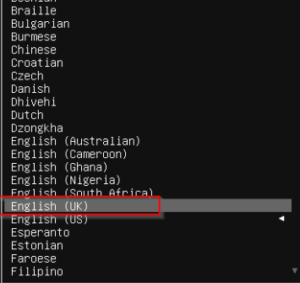 Bosnian
Braille
Bulgarian
Burmese
Chinese
Croatian
Czech
Danish
Dhivehi
Dutch
Dzongkha
English (Australian)
English (Cameroon)
English (Ghana)
English (Nigeria)
English (South Africa)
English (UK)
English (US)
Esperanto
Estonian
Faroese
Filipino